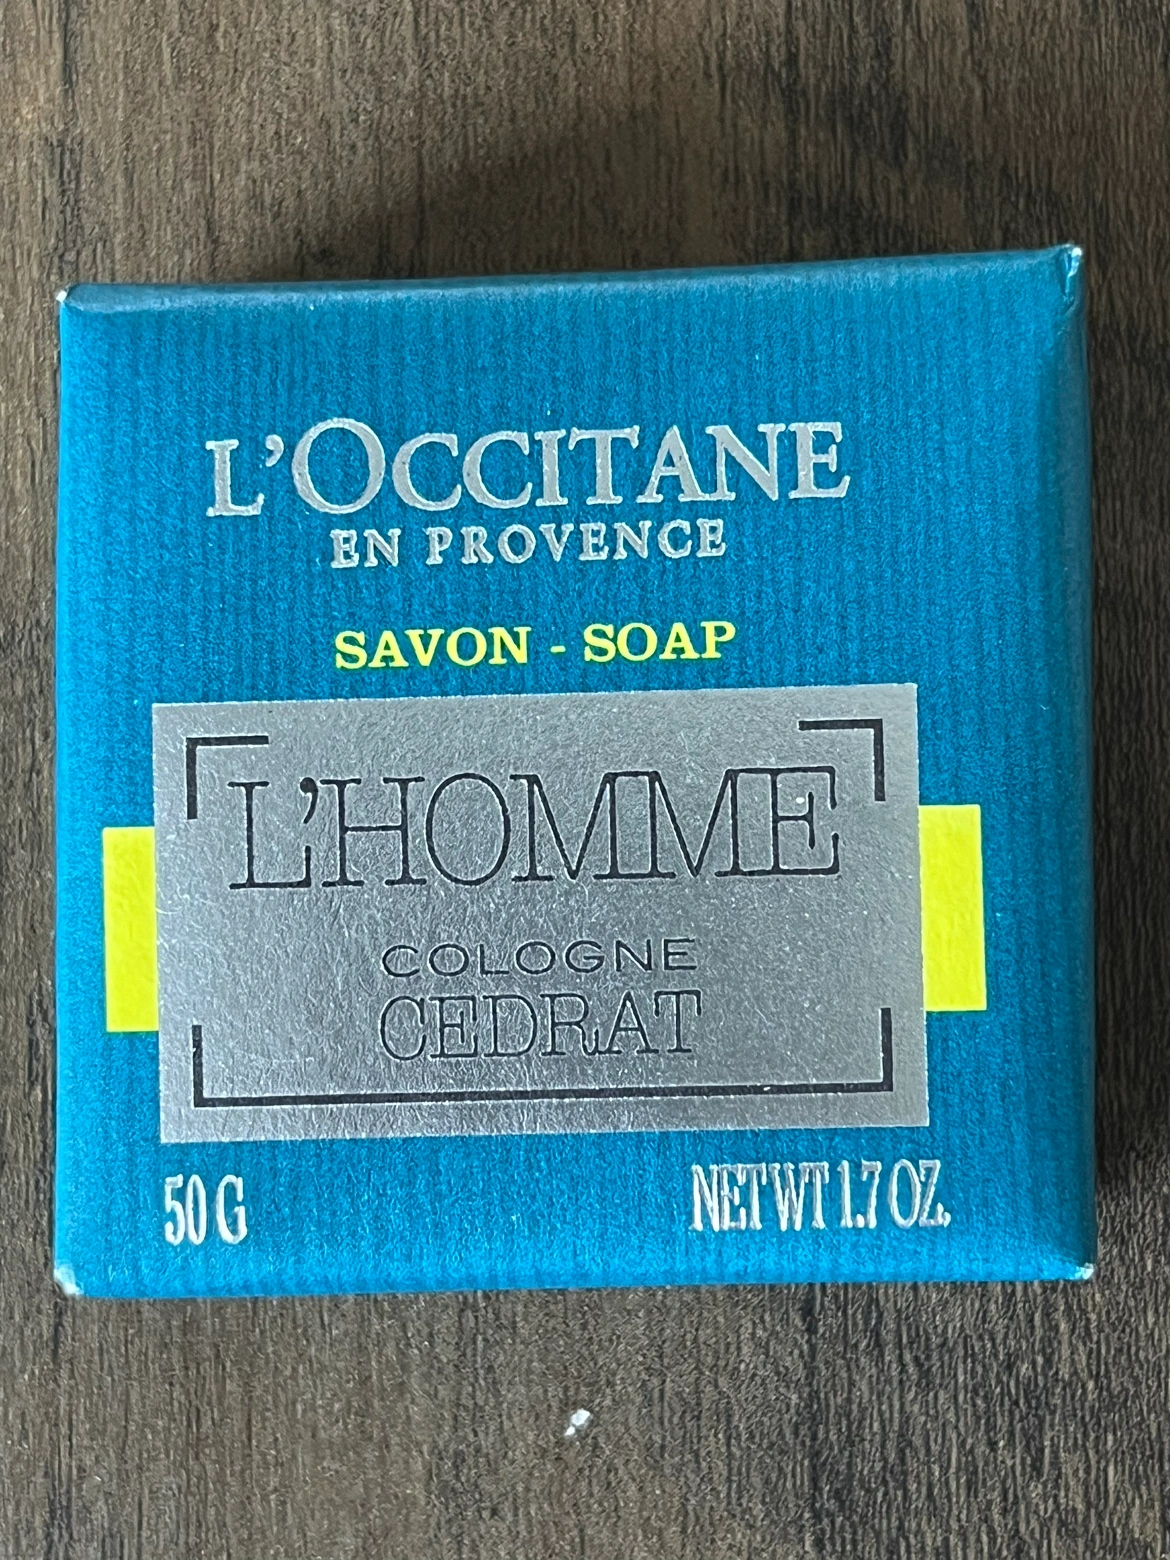 L'OCCITANE
EN PROVENCE
SAVON - SOAP
L'HOMME
COLOGNE
CEDRAT
50 G NET WT 1.7 OZ.